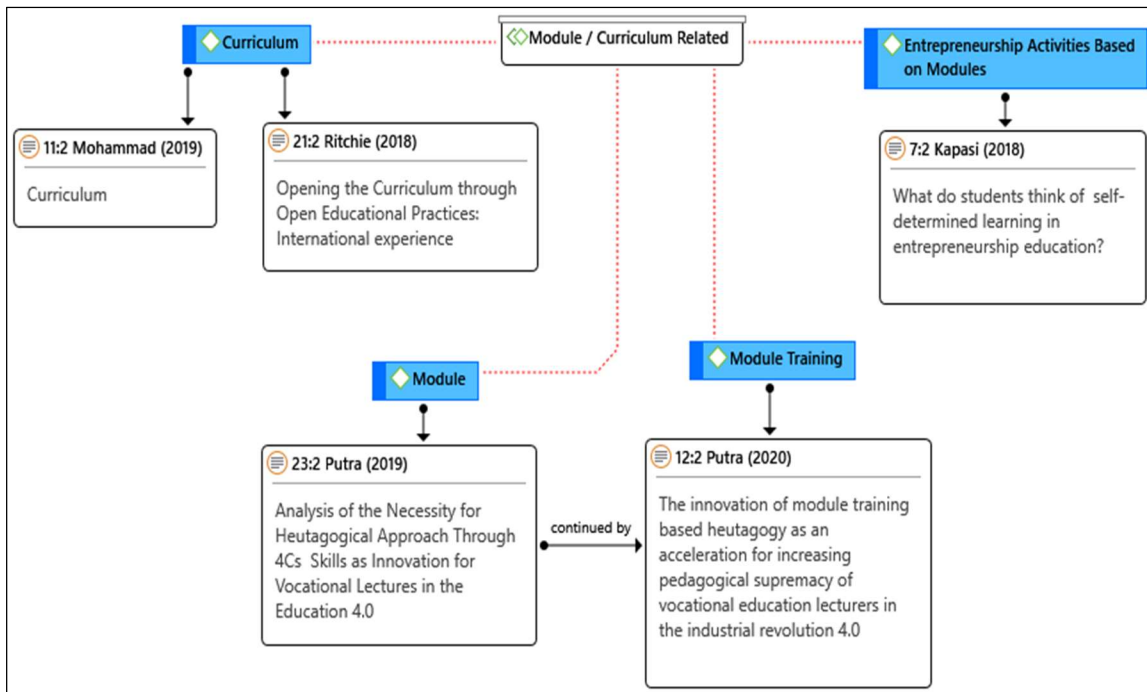 Curriculum
Module / Curriculum Related
Entrepreneurship Activities Based
on Modules
11:2 Mohammad (2019)
Curriculum
21:2 Ritchie (2018)
Opening the Curriculum through
Open Educational Practices:
International experience
7:2 Kapasi (2018)
What do students think of self-
determined learning in
entrepreneurship education?
Module
Module Training
23:2 Putra (2019)
Analysis of the Necessity for
Heutagogical Approach Through
4Cs Skills as Innovation for
Vocational Lectures in the
Education 4.0
continued by
12:2 Putra (2020)
The innovation of module training
based heutagogy as an
acceleration for increasing
pedagogical supremacy of
vocational education lecturers in
the industrial revolution 4.0